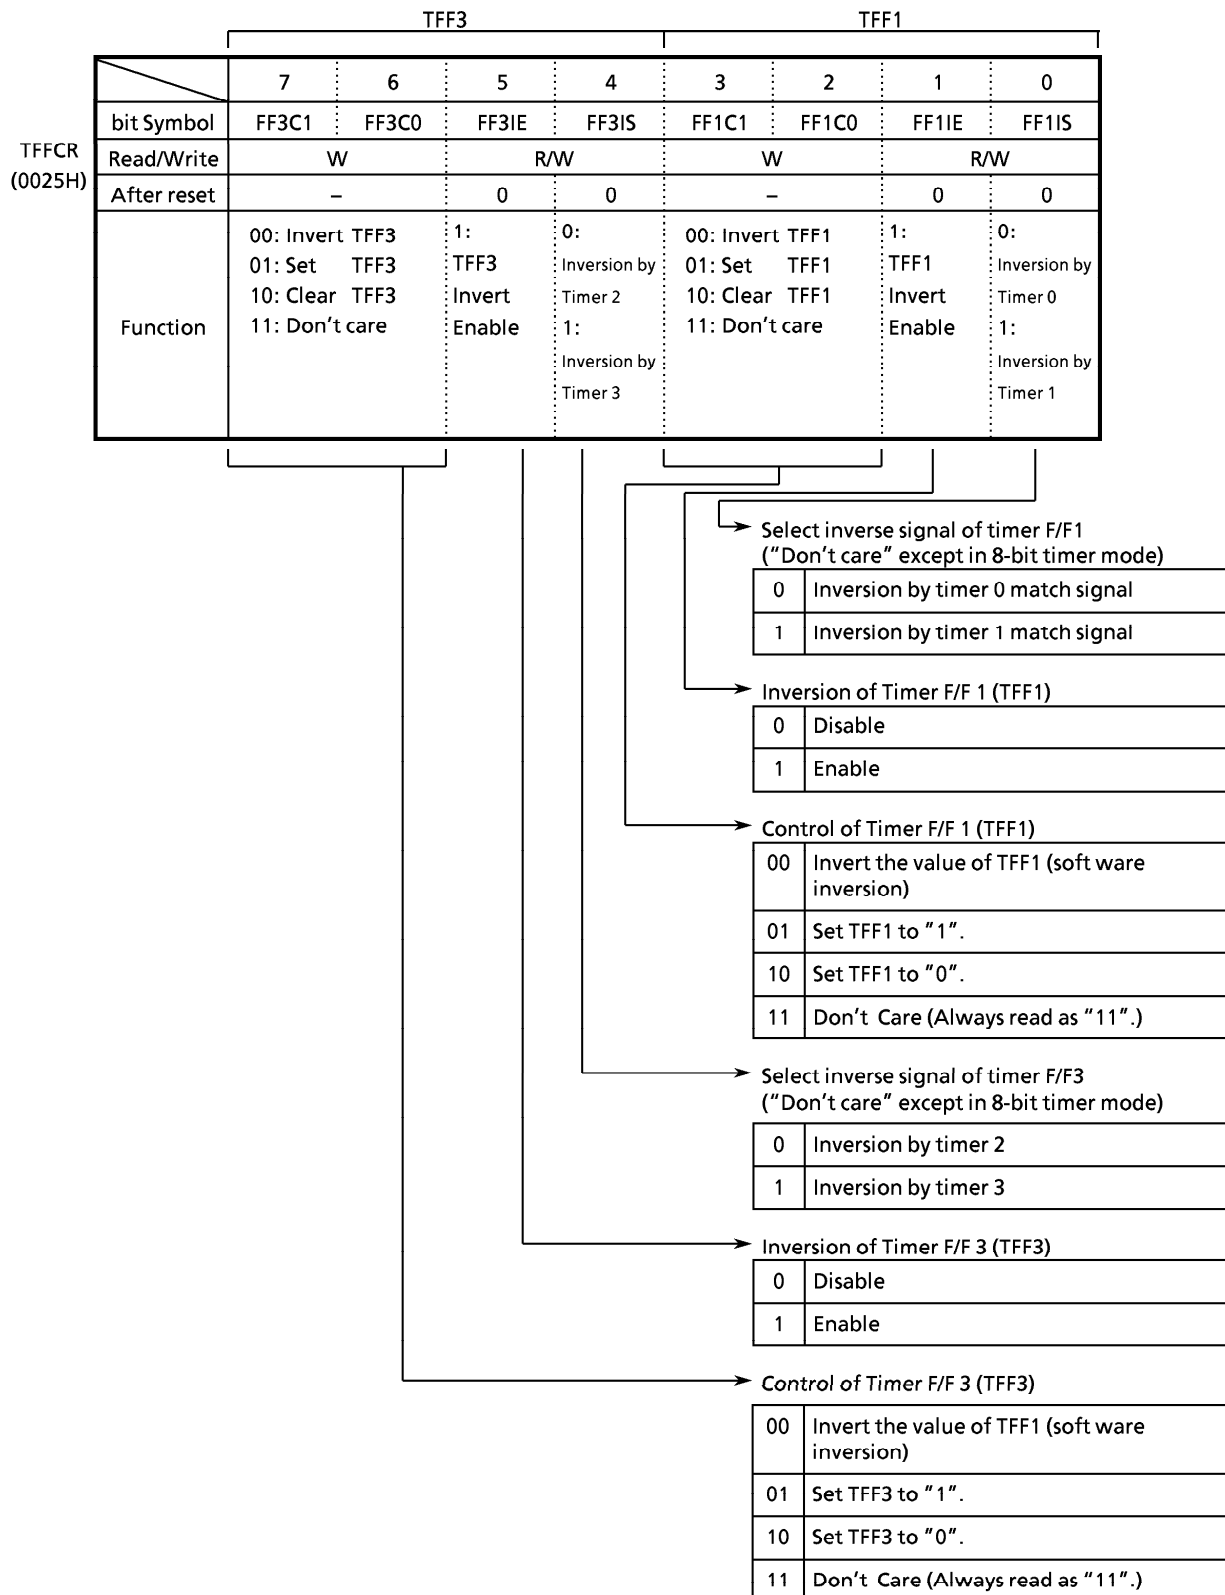 TFF3 TFF1
7 6 5 4 3 2 1 0
bit Symbol FF3C1 FF3C0 FF3IE FF3IS FF1C1 FF1C0 FF1IE FF1IS
TFFCR
(0025H)
Read/Write W R/W W R/W
After reset – 0 0 – 0 0
Function
00: Invert TFF3
01: Set TFF3
10: Clear TFF3
11: Don't care
1:
TFF3
Invert
Enable
0:
Inversion by
Timer 2
1:
Inversion by
Timer 3
00: Invert TFF1
01: Set TFF1
10: Clear TFF1
11: Don't care
1:
TFF1
Invert
Enable
0:
Inversion by
Timer 0
1:
Inversion by
Timer 1
Select inverse signal of timer F/F1
("Don't care" except in 8-bit timer mode)
0 Inversion by timer 0 match signal
1 Inversion by timer 1 match signal
Inversion of Timer F/F 1 (TFF1)
0 Disable
1 Enable
Control of Timer F/F 1 (TFF1)
00 Invert the value of TFF1 (soft ware
inversion)
01 Set TFF1 to "1".
10 Set TFF1 to "0".
11 Don't Care (Always read as "11".)
Select inverse signal of timer F/F3
("Don't care" except in 8-bit timer mode)
0 Inversion by timer 2
1 Inversion by timer 3
Inversion of Timer F/F 3 (TFF3)
0 Disable
1 Enable
Control of Timer F/F 3 (TFF3)
00 Invert the value of TFF1 (soft ware
inversion)
01 Set TFF3 to "1".
10 Set TFF3 to "0".
11 Don't Care (Always read as "11".)